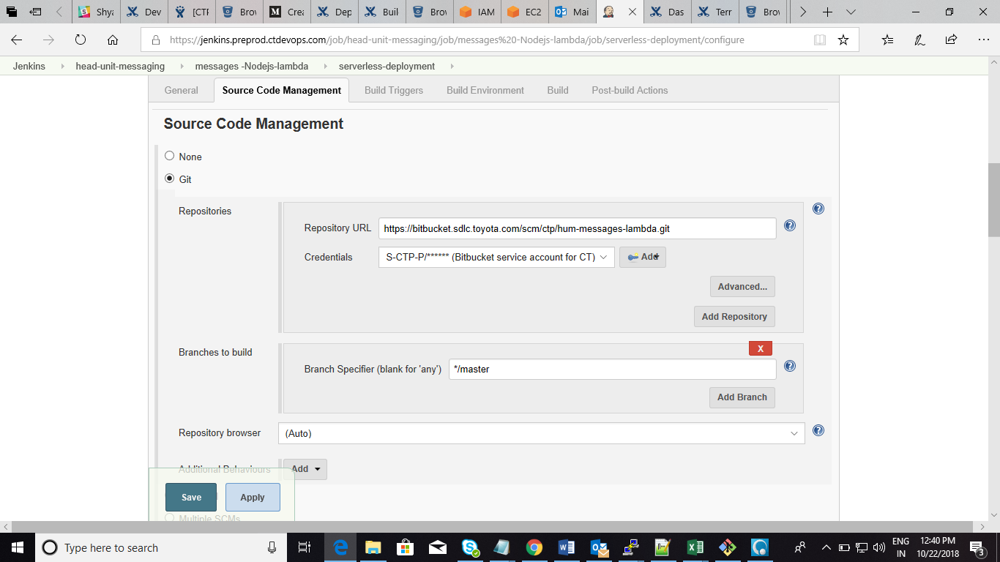 Shya
Dev
[CTI
Bro
M Crea
Dep
Buil
Bro
IAM
EC2
Mai
Das
Terr
Bro
https://jenkins.preprod.ctdevops.com/job/head-unit-messaging/job/messages%20-Nodejs-lambda/job/serverless-deployment/configure
Jenkins head-unit-messaging messages -Nodejs-lambda serverless-deployment
General Source Code Management Build Triggers Build Environment Build Post-build Actions
Source Code Management
None
Git
Repositories
Repository URL https://bitbucket.sdlc.toyota.com/scm/ctp/hum-messages-lambda.git
Credentials S-CTP-P/****** (Bitbucket service account for CT) Add
Advanced...
Add Repository
X
Branches to build
Branch Specifier (blank for 'any') */master
Add Branch
Repository browser (Auto)
Additional Behaviours Add
Save Apply
Multiple SCMs
Type here to search
ENG 12:40 PM
IN 10/22/2018
3